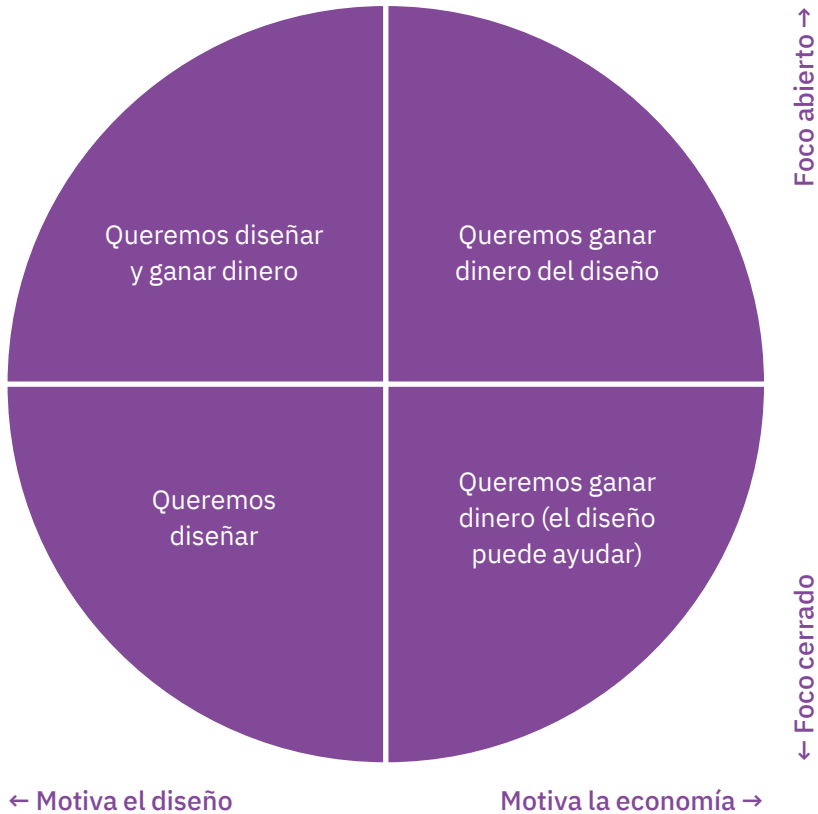 Foco abierto →
Queremos diseñar
y ganar dinero
Queremos ganar
dinero del diseño
Queremos
diseñar
Queremos ganar
dinero (el diseño
puede ayudar)
← Foco cerrado
← Motiva el diseño
Motiva la economía →